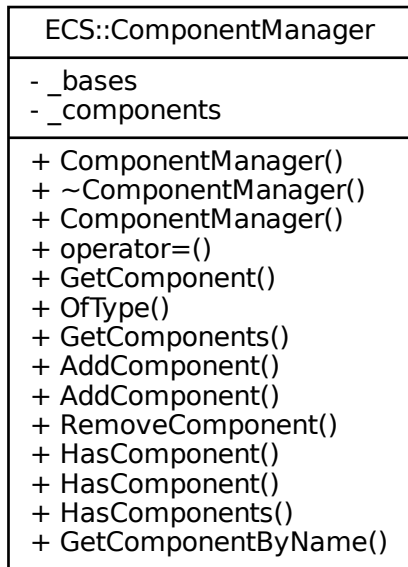 ECS::ComponentManager
- _bases
- _components
+ ComponentManager()
+ ~ComponentManager()
+ ComponentManager()
+ operator=()
+ GetComponent()
+ OfType()
+ GetComponents()
+ AddComponent()
+ AddComponent()
+ RemoveComponent()
+ HasComponent()
+ HasComponent()
+ HasComponents()
+ GetComponentByName()